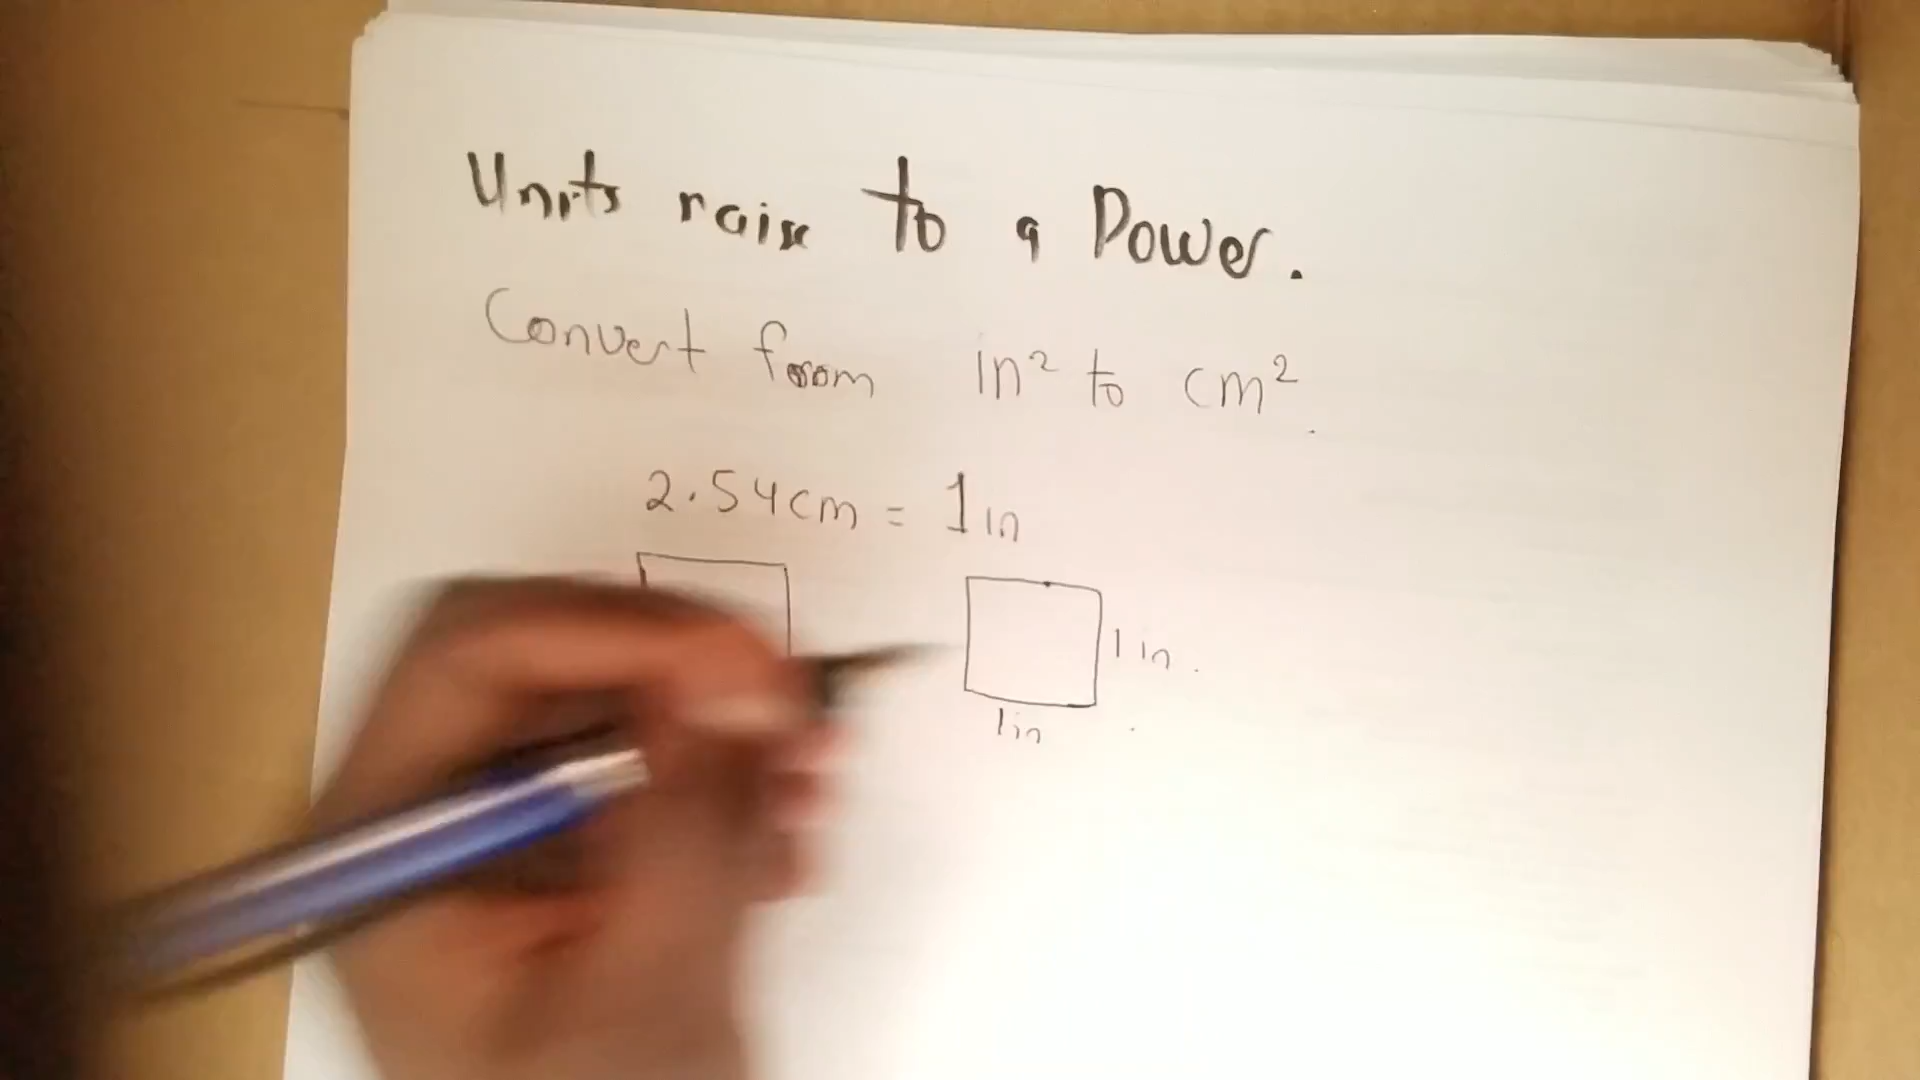 Units raise to a Power.
Convert from in² to cm².
2.54cm = 1in
1in.
1in